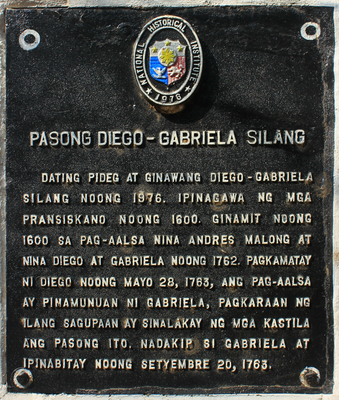 NATIONAL HISTORICAL INSTITUTE
1978
PASONG DIEGO-GABRIELA SILANG
DATING PIDEG AT GINAWANG DIEGO-GABRIELA
SILANG NOONG 1976. IPINAGAWA NG MGA
PRANSISKANO NOONG 1600. GINAMIT NOONG
1600 SA PAG-AALSA NINA ANDRES MALONG AT
NINA DIEGO AT GABRIELA NOONG 1762. PAGKAMATAY
NI DIEGO NOONG MAYO 28, 1763, ANG PAG-AALSA
AY PINAMUNUAN NI GABRIELA, PAGKARAAN NG
ILANG SAGUPAAN AY SINALAKAY NG MGA KASTILA
ANG PASONG ITO. NADAKIP SI GABRIELA AT
IPINABITAY NOONG SETYEMBRE 20, 1763.